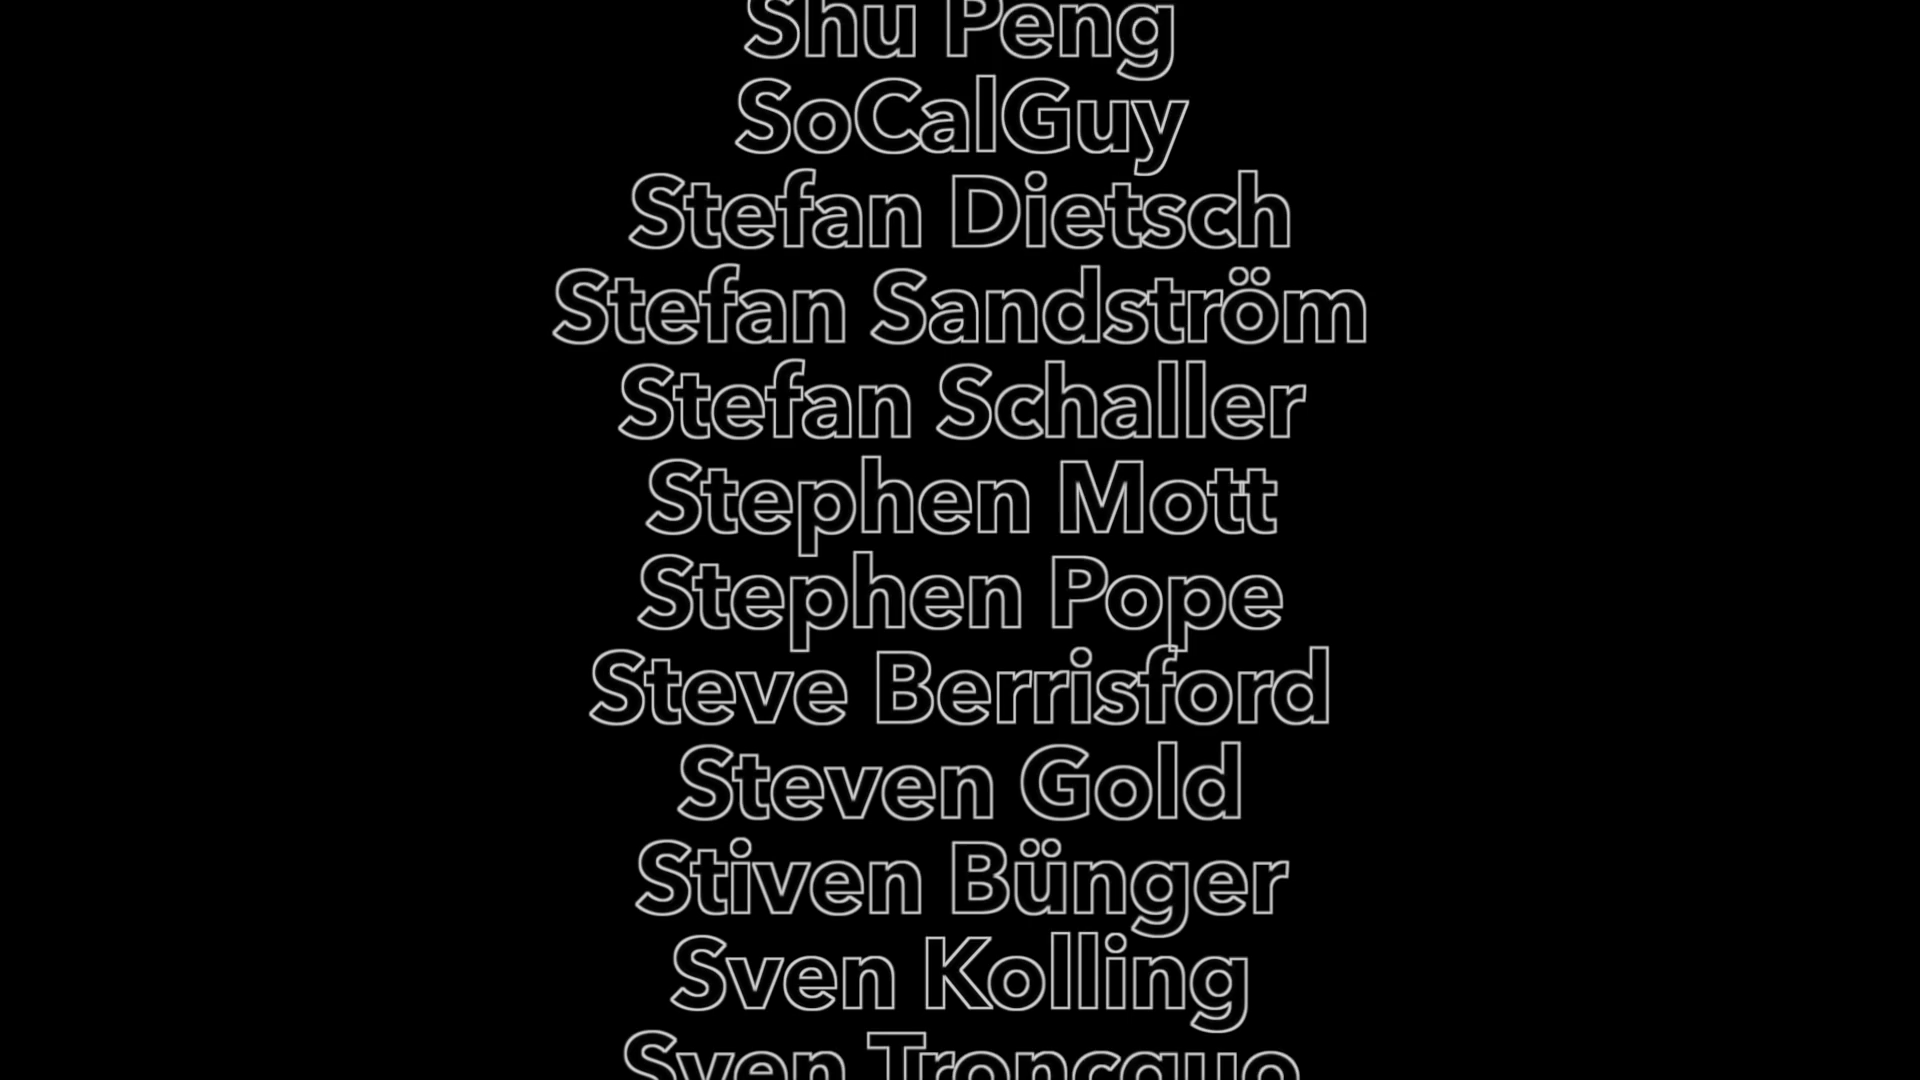 Shu Peng
SoCalGuy
Stefan Dietsch
Stefan Sandström
Stefan Schaller
Stephen Mott
Stephen Pope
Steve Berrisford
Steven Gold
Stiven Bünger
Sven Kolling
Sven